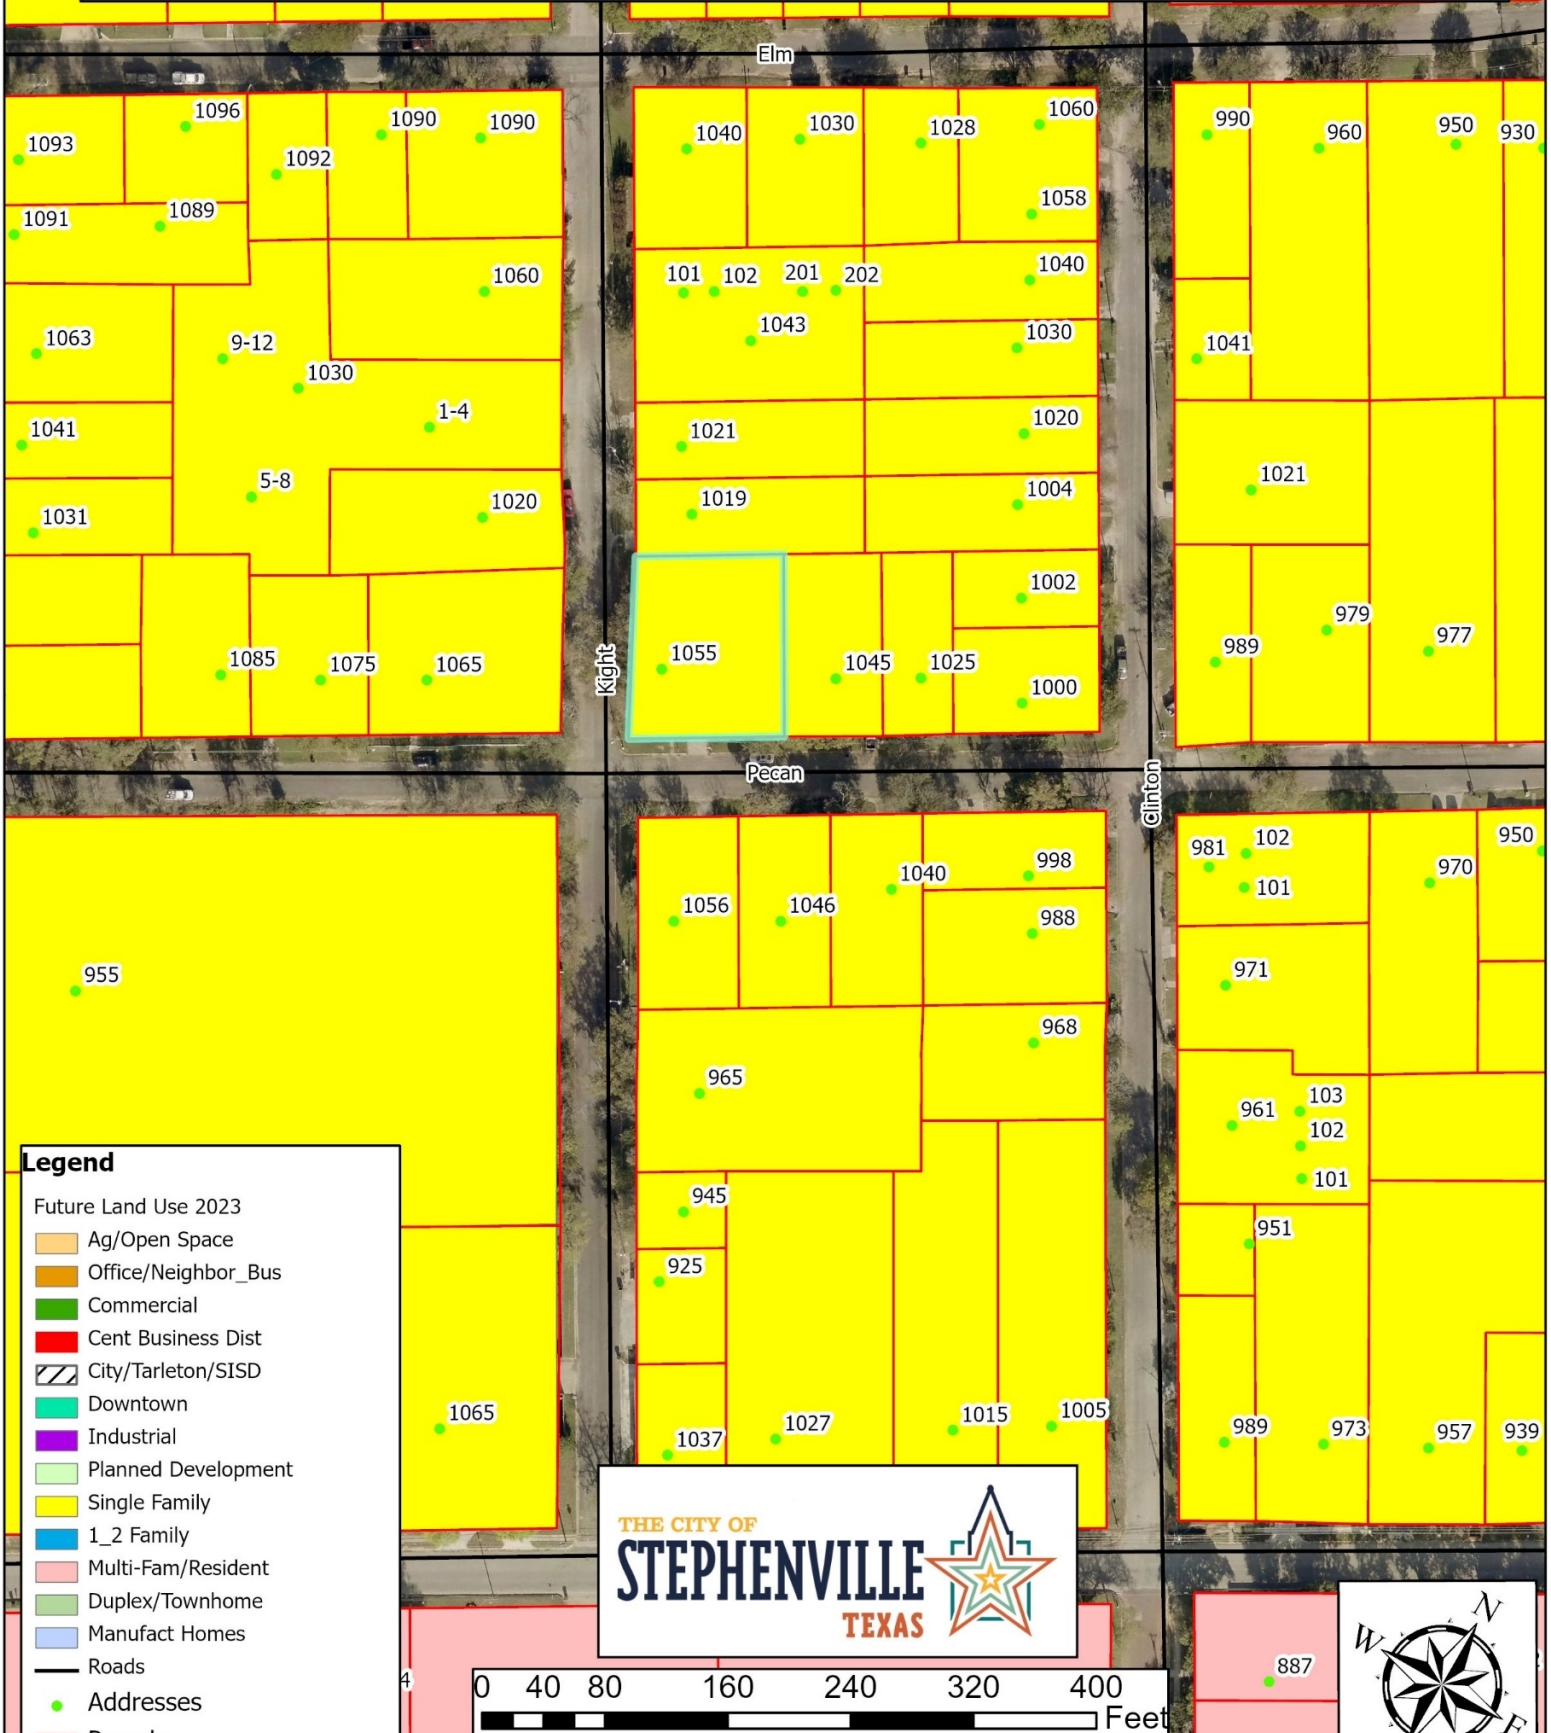 Elm
1093
1096
1092
1090
1090
1091
1089
1060
1063
9-12
1030
1-4
1041
5-8
1020
1031
1085
1075
1065
1040
1030
1028
1060
1058
101
102
201
202
1040
1043
1030
1021
1020
1019
1004
1055
1045
1025
1002
1000
990
960
950
930
1041
1021
989
979
977
Kight
Pecan
Clinton
955
1065
1056
1046
1040
998
988
968
965
945
925
1037
1027
1015
1005
981
102
101
970
950
971
961
103
102
101
951
989
973
957
939
887
4
Legend
Future Land Use 2023
Ag/Open Space
Office/Neighbor_Bus
Commercial
Cent Business Dist
City/Tarleton/SISD
Downtown
Industrial
Planned Development
Single Family
1_2 Family
Multi-Fam/Resident
Duplex/Townhome
Manufact Homes
Roads
Addresses
THE CITY OF
STEPHENVILLE
TEXAS
0 40 80 160 240 320 400
Feet
N
W
E